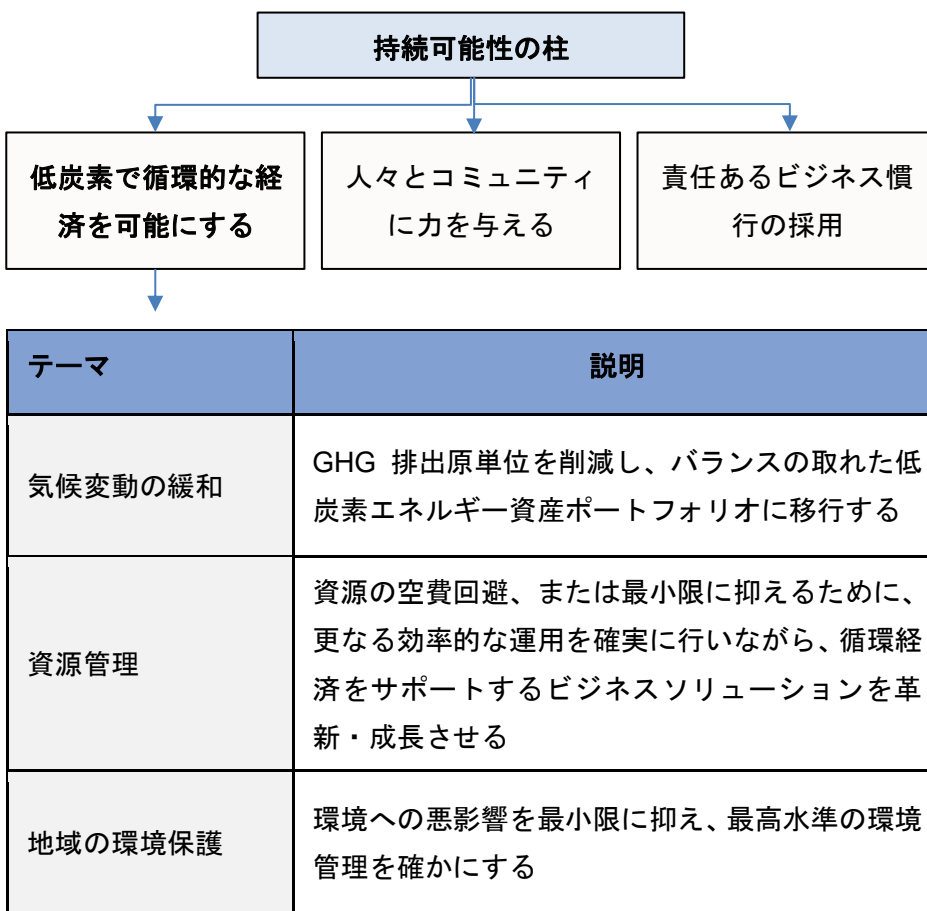 持続可能性の柱
低炭素で循環的な経
済を可能にする
人々とコミュニティ
に力を与える
責任あるビジネス慣
行の採用
テーマ
説明
気候変動の緩和
GHG 排出原単位を削減し、バランスの取れた低
炭素エネルギー資産ポートフォリオに移行する
資源管理
資源の空費回避、または最小限に抑えるために、
更なる効率的な運用を確実に行いながら、循環経
済をサポートするビジネスソリューションを革
新・成長させる
地域の環境保護
環境への悪影響を最小限に抑え、最高水準の環境
管理を確かにする